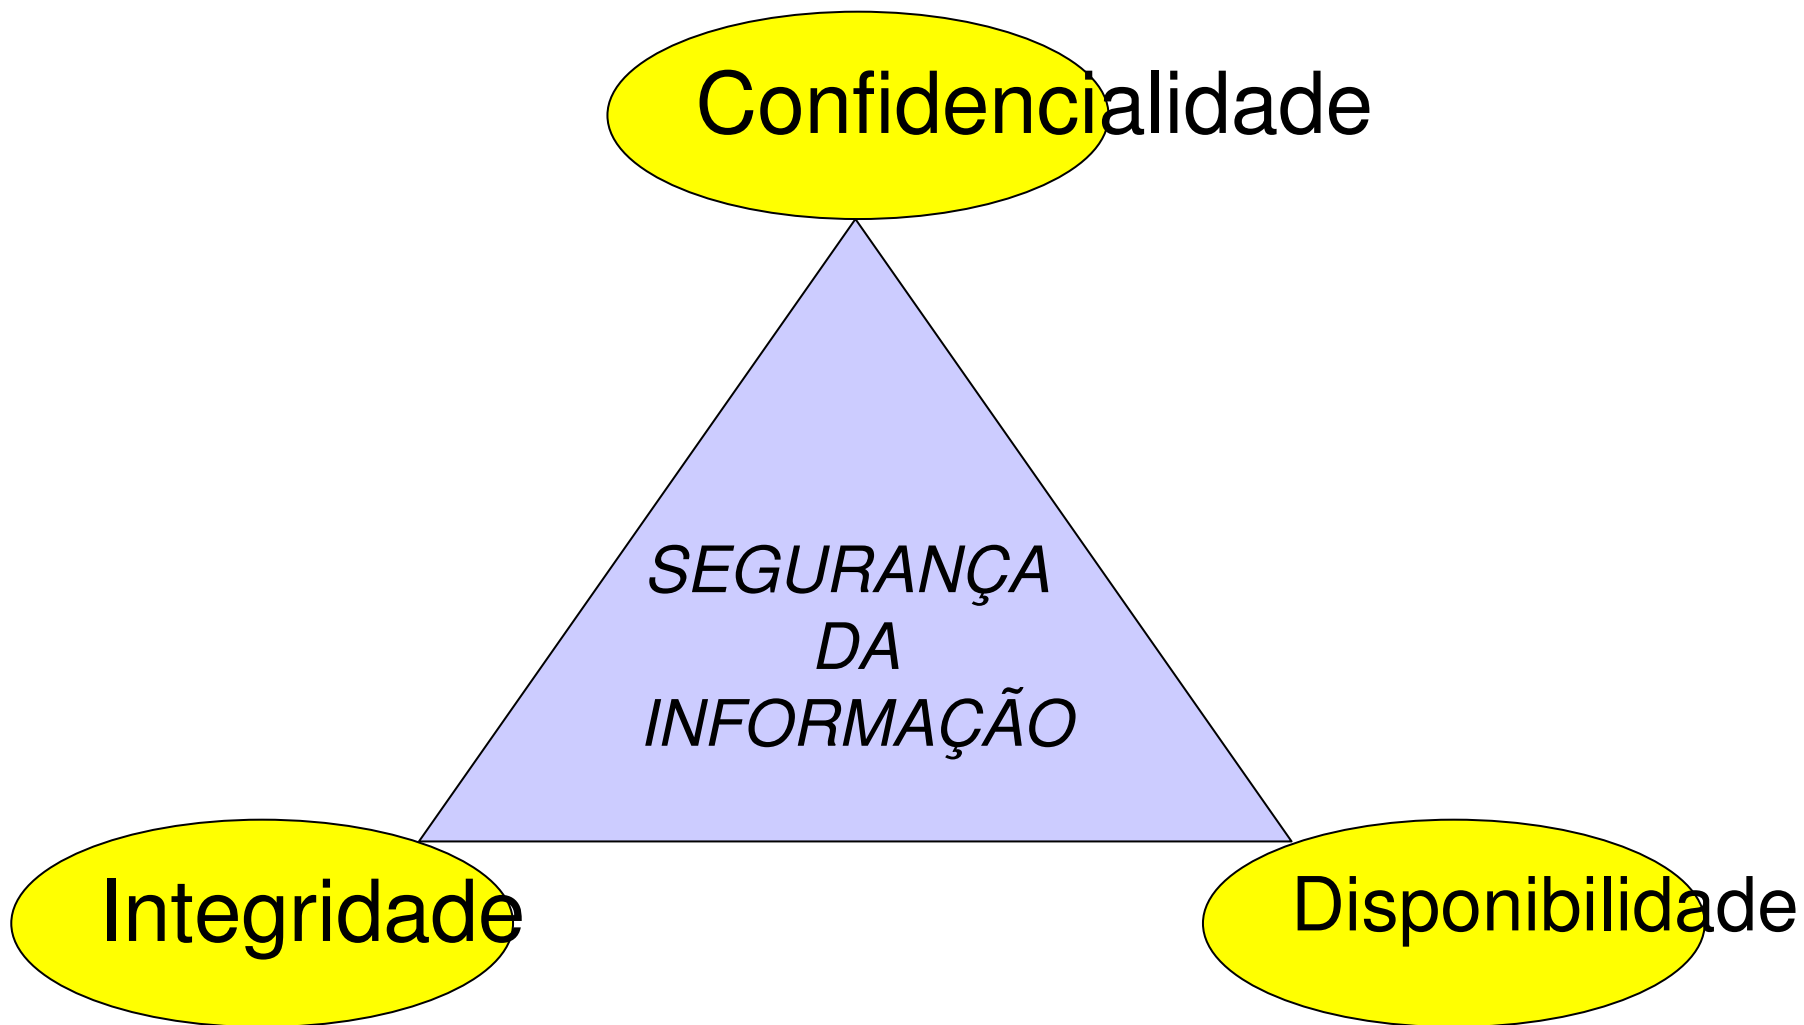 Confidencialidade
SEGURANÇA
DA
INFORMAÇÃO
Integridade
Disponibilidade